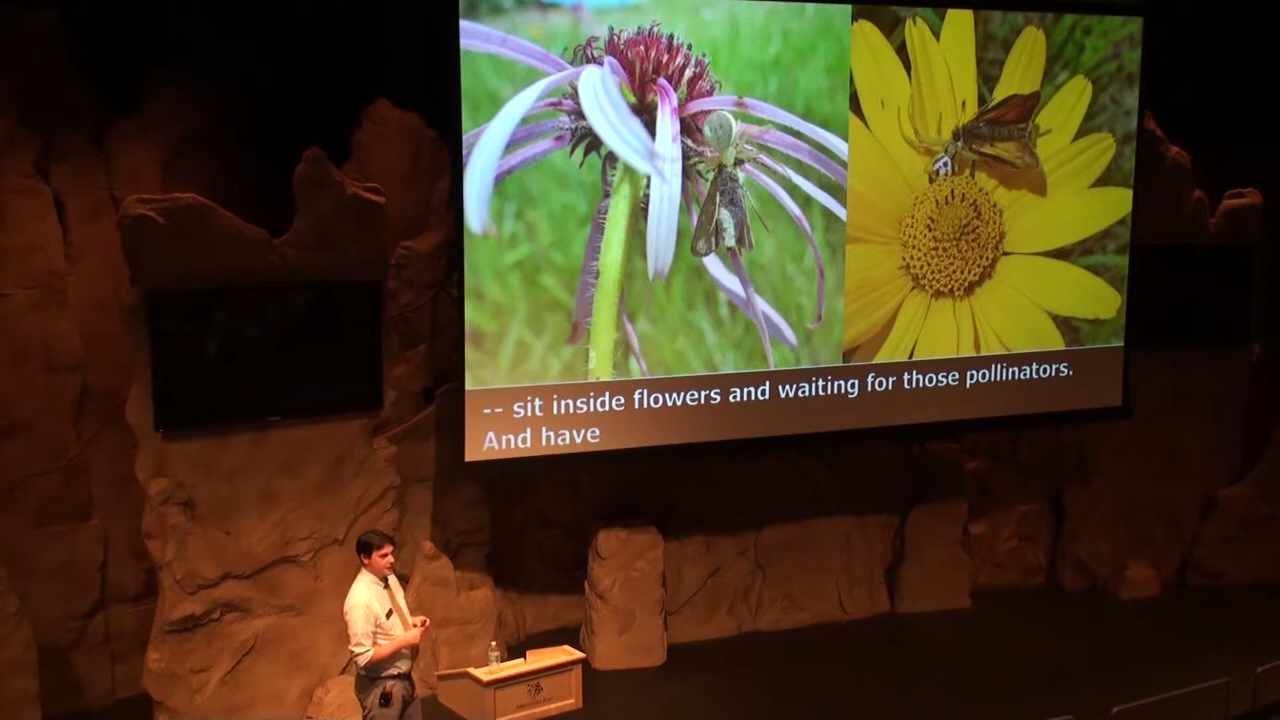 -- sit inside flowers and waiting for those pollinators.
And have